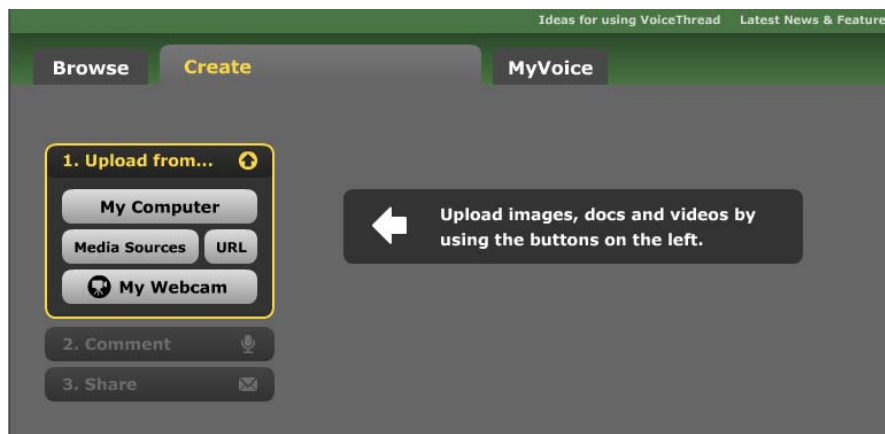 Ideas for using VoiceThread Latest News & Feature
Browse Create MyVoice
1. Upload from...
My Computer
Media Sources URL
My Webcam
2. Comment
3. Share
Upload images, docs and videos by
using the buttons on the left.